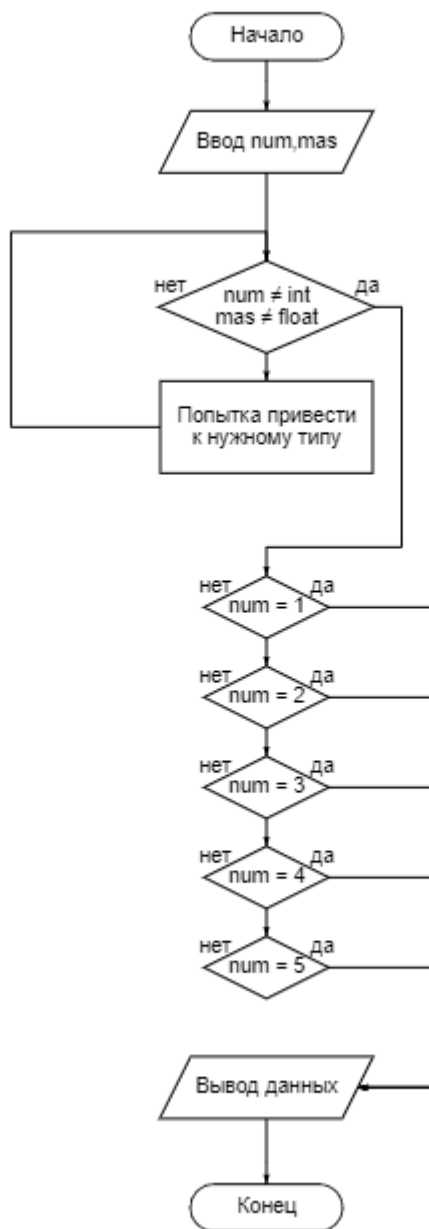 Начало
Ввод num,mas
нет
да
num ≠ int
mas ≠ float
Попытка привести
к нужному типу
нет
да
num = 1
нет
да
num = 2
нет
да
num = 3
нет
да
num = 4
нет
да
num = 5
Вывод данных
Конец